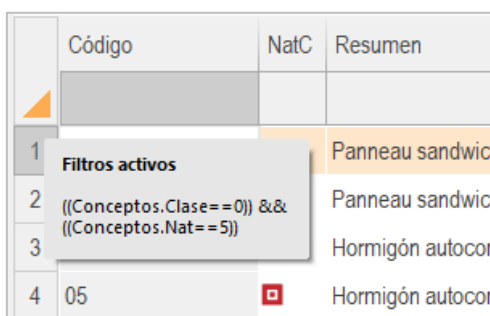 Código NatC Resumen
1 Panneau sandwic
Filtros activos
((Conceptos.Clase==0)) &&
((Conceptos.Nat==5))
2 Panneau sandwic
3 Hormigón autocor
4 05 Hormigón autocor